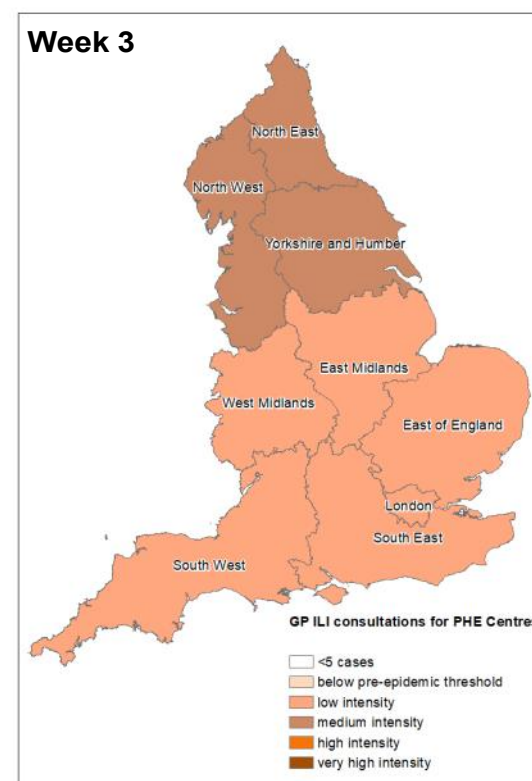 Week 3
North East
North West
Yorkshire and Humber
East Midlands
West Midlands
East of England
London
South East
South West
GP ILI consultations for PHE Centres
<5 cases
below pre-epidemic threshold
low intensity
medium intensity
high intensity
very high intensity